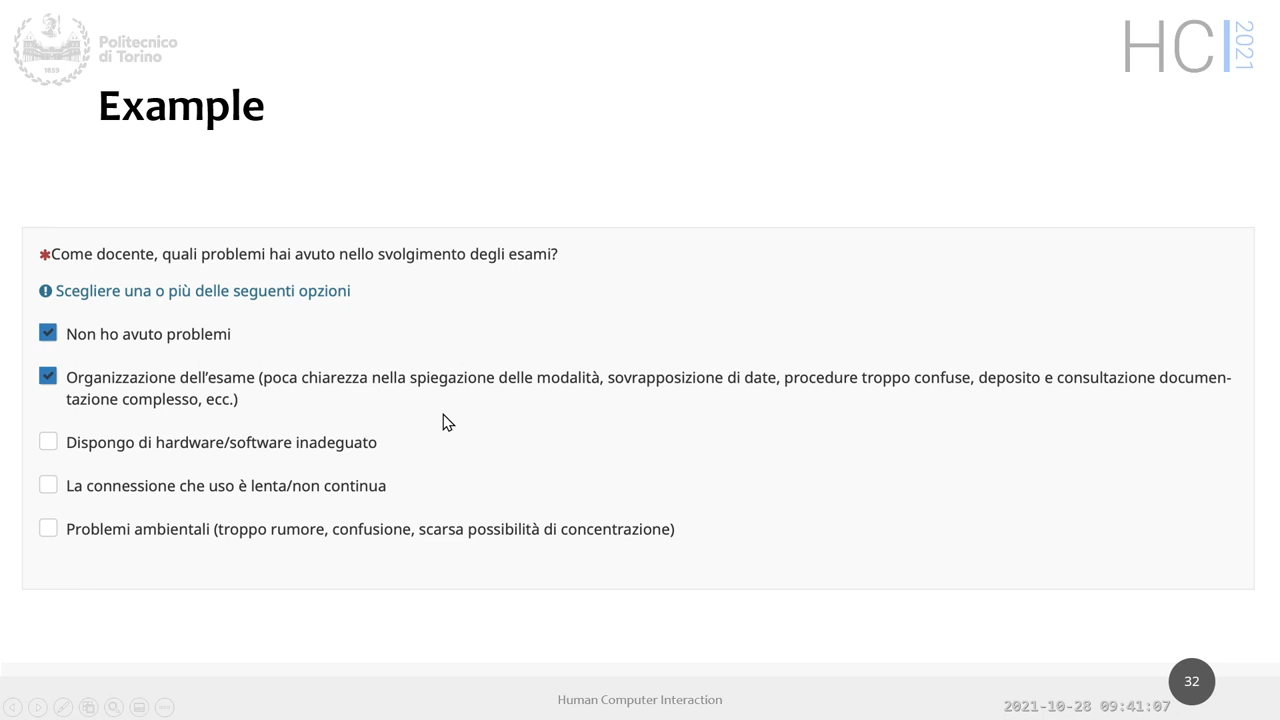 Politecnico
di Torino
1859
HCI
2021
Example
*Come docente, quali problemi hai avuto nello svolgimento degli esami?
Scegliere una o più delle seguenti opzioni
Non ho avuto problemi
Organizzazione dell’esame (poca chiarezza nella spiegazione delle modalità, sovrapposizione di date, procedure troppo confuse, deposito e consultazione documen-
tazione complesso, ecc.)
Dispongo di hardware/software inadeguato
La connessione che uso è lenta/non continua
Problemi ambientali (troppo rumore, confusione, scarsa possibilità di concentrazione)
32
Human Computer Interaction
2021-10-28 09:41:07